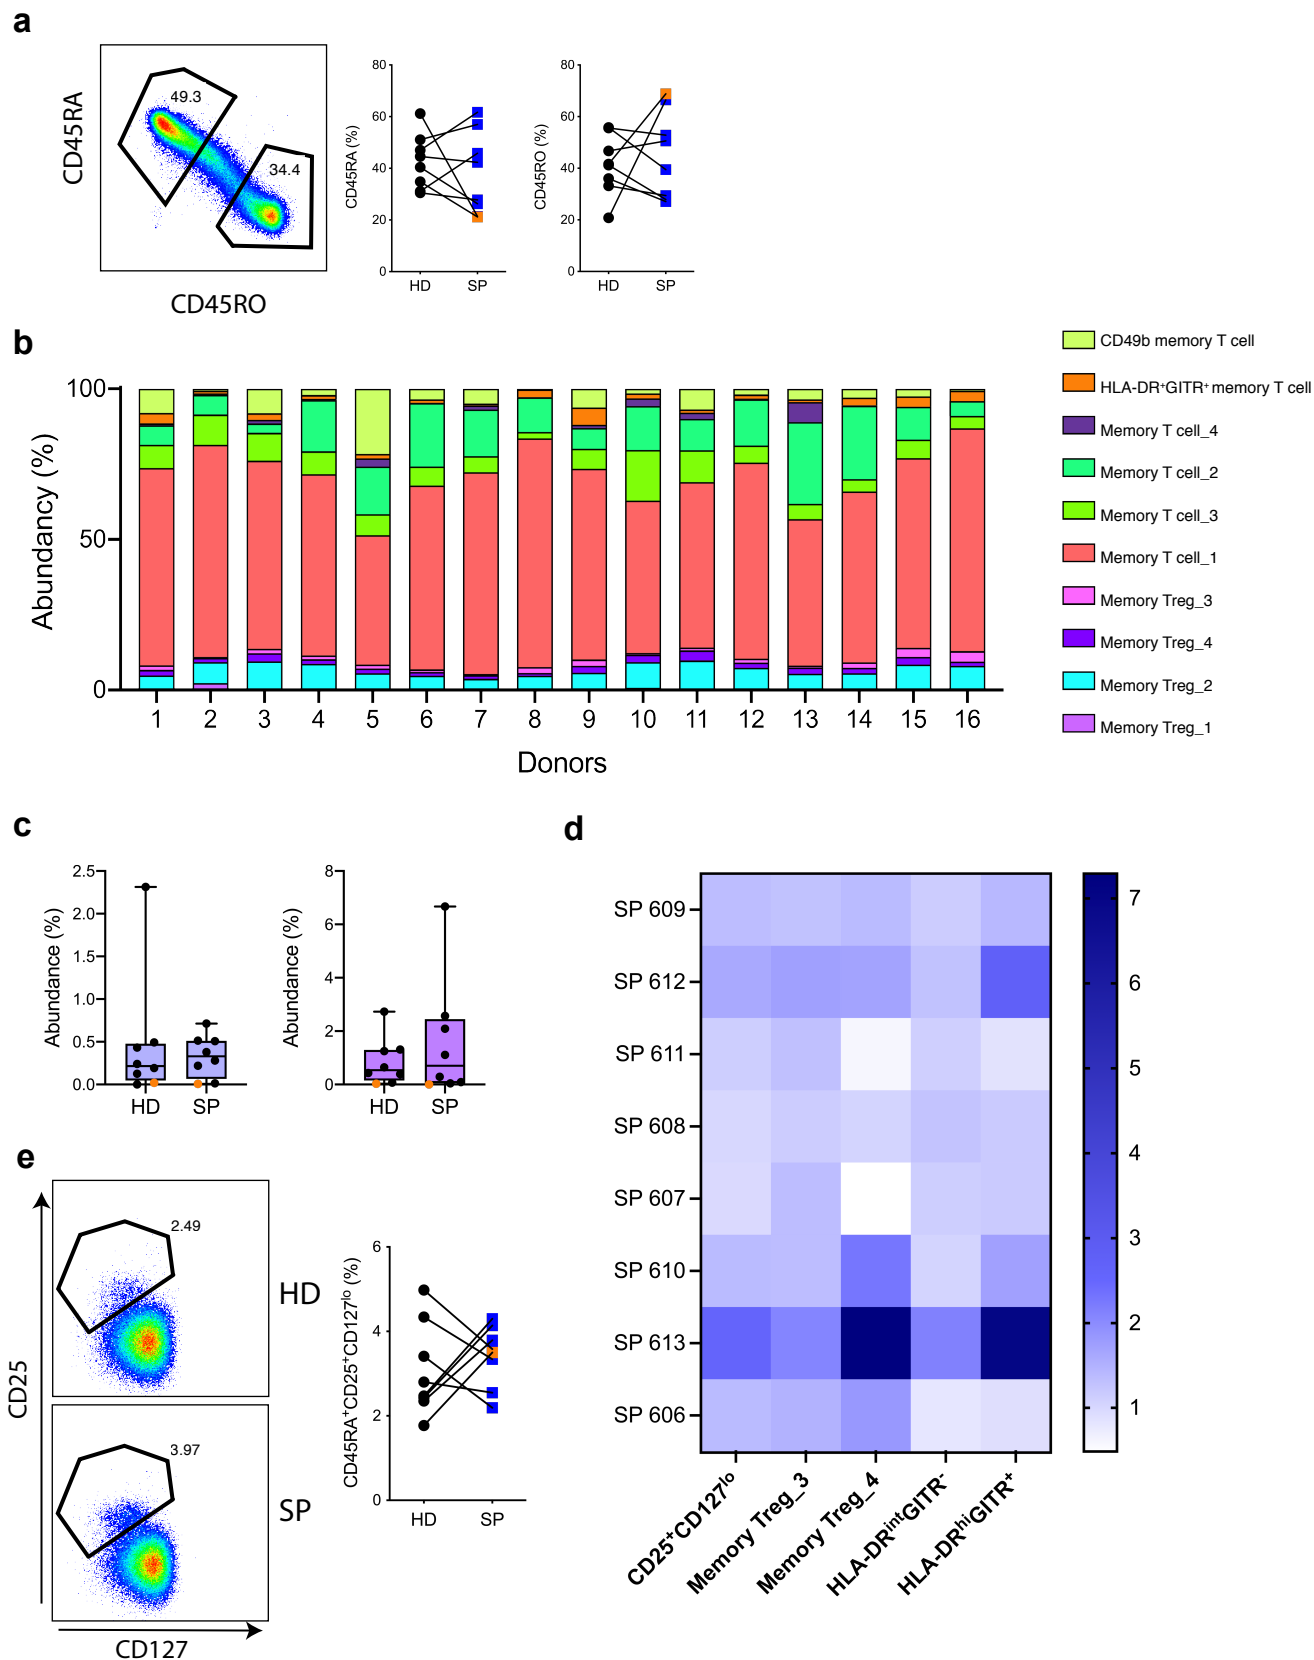 a
CD45RA
49.3
34.4
CD45RO
CD45RA (%)
80
60
40
20
0
HD SP
CD45RO (%)
80
60
40
20
0
HD SP
b
Abundancy (%)
100
50
0
1 2 3 4 5 6 7 8 9 10 11 12 13 14 15 16
Donors
CD49b memory T cell
HLA-DR⁺GITR⁺ memory T cell
Memory T cell_4
Memory T cell_2
Memory T cell_3
Memory T cell_1
Memory Treg_3
Memory Treg_4
Memory Treg_2
Memory Treg_1
c
Abundance (%)
2.5
2.0
1.5
1.0
0.5
0.0
HD SP
Abundance (%)
8
6
4
2
0
HD SP
d
SP 609
SP 612
SP 611
SP 608
SP 607
SP 610
SP 613
SP 606
CD25⁺CD127ˡᵒ
Memory Treg_3
Memory Treg_4
HLA-DRⁱⁿᵗGITR⁻
HLA-DRʰⁱGITR⁺
7
6
5
4
3
2
1
e
CD25
2.49
HD
3.97
SP
CD127
CD45RA⁺CD25⁺CD127ˡᵒ (%)
6
4
2
0
HD SP